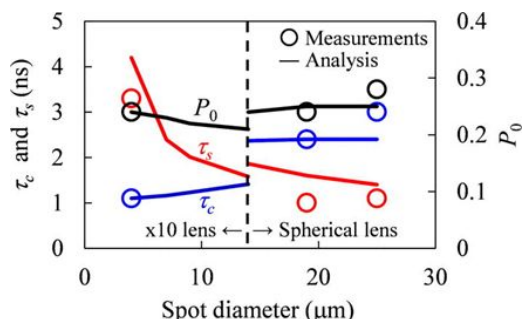 5
4
3
2
1
0
τc and τs (ns)
Measurements
Analysis
P0
τs
τc
x10 lens ← → Spherical lens
0.4
0.3
0.2
0.1
0
P0
0 10 20 30
Spot diameter (μm)